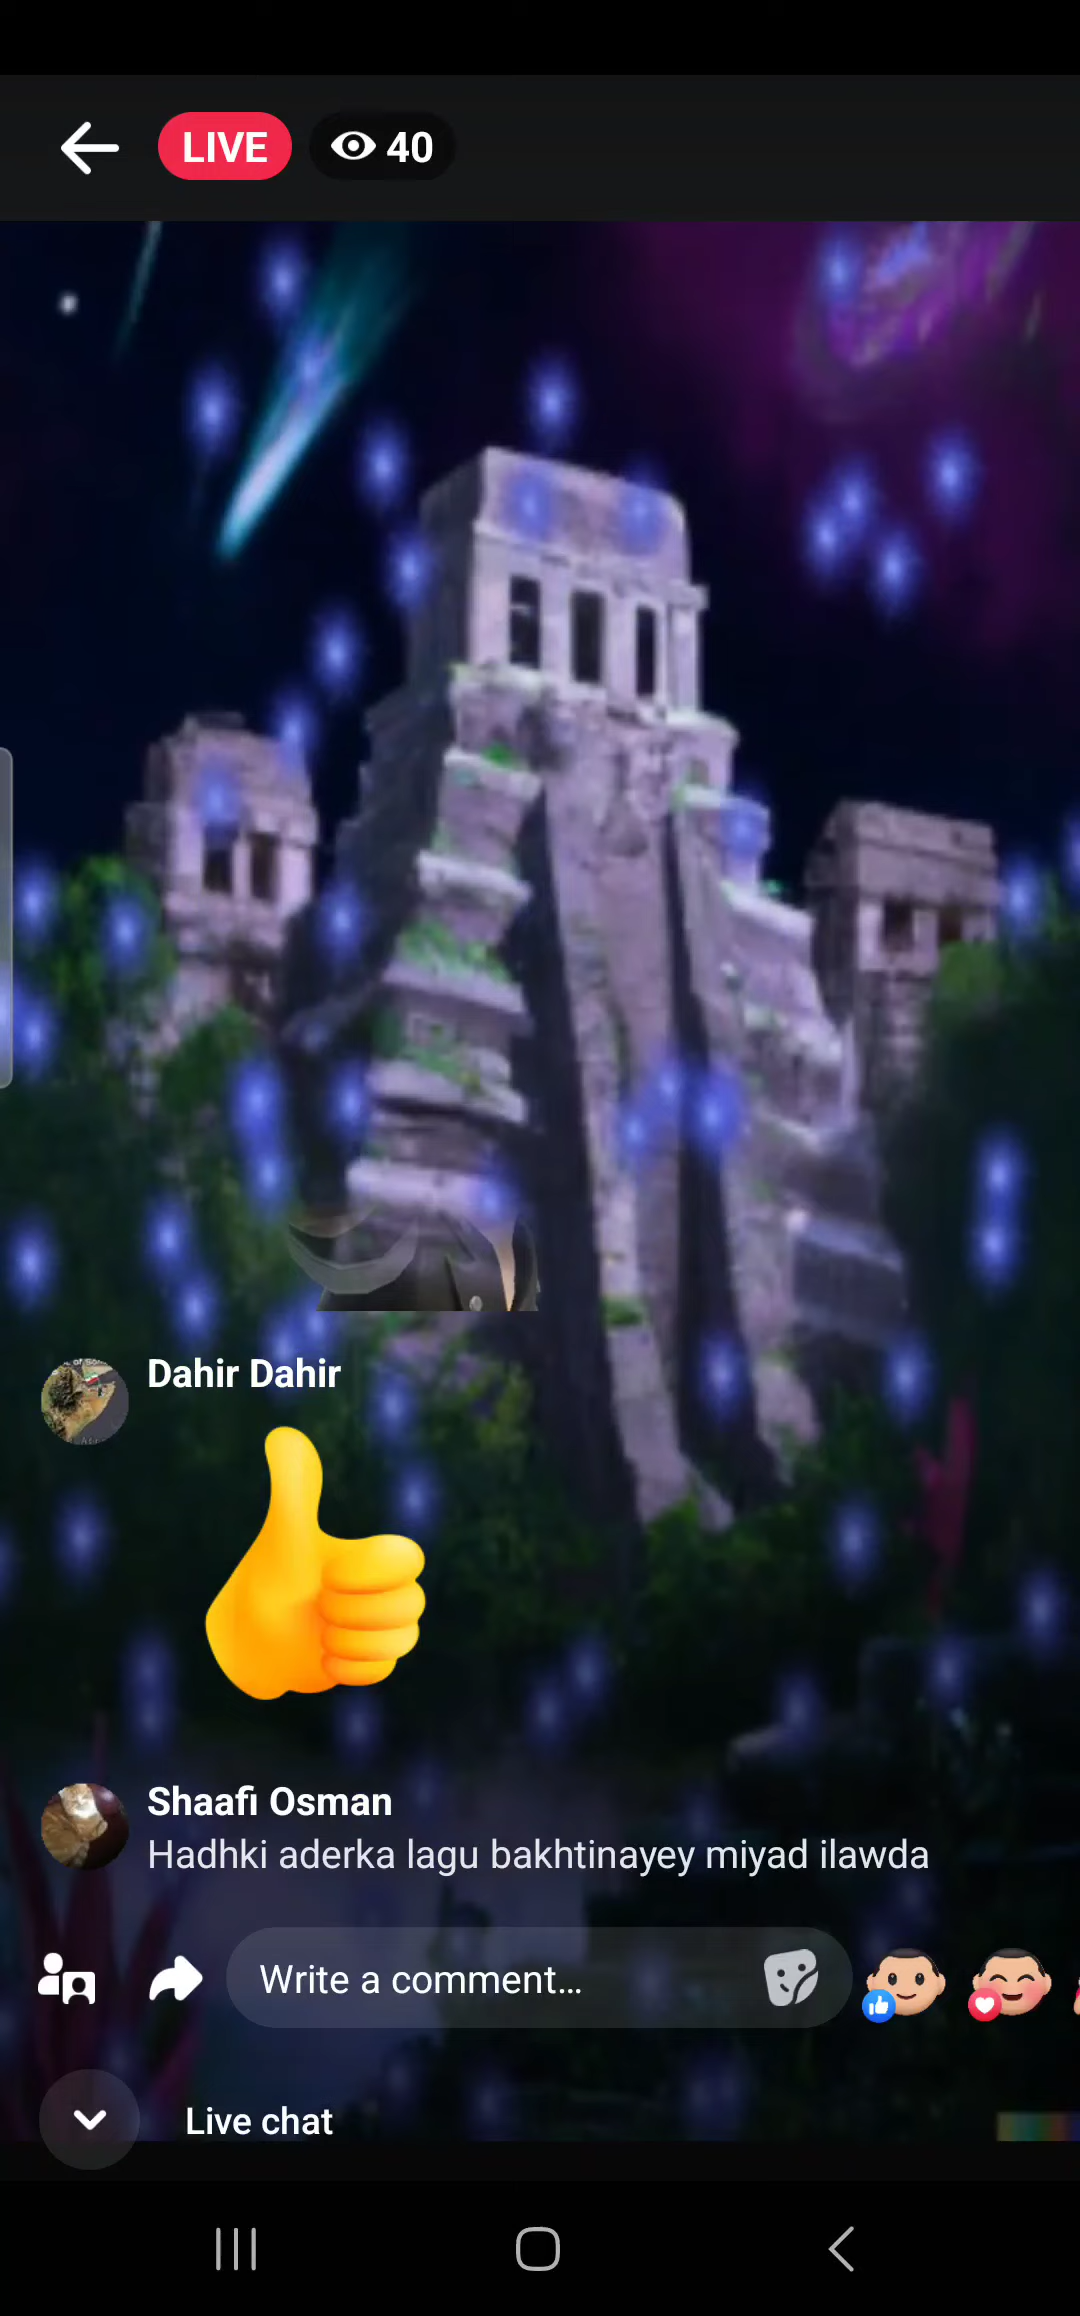 LIVE 40
Dahir Dahir
Shaafi Osman
Hadhki aderka lagu bakhtinayey miyad ilawda
Write a comment...
Live chat